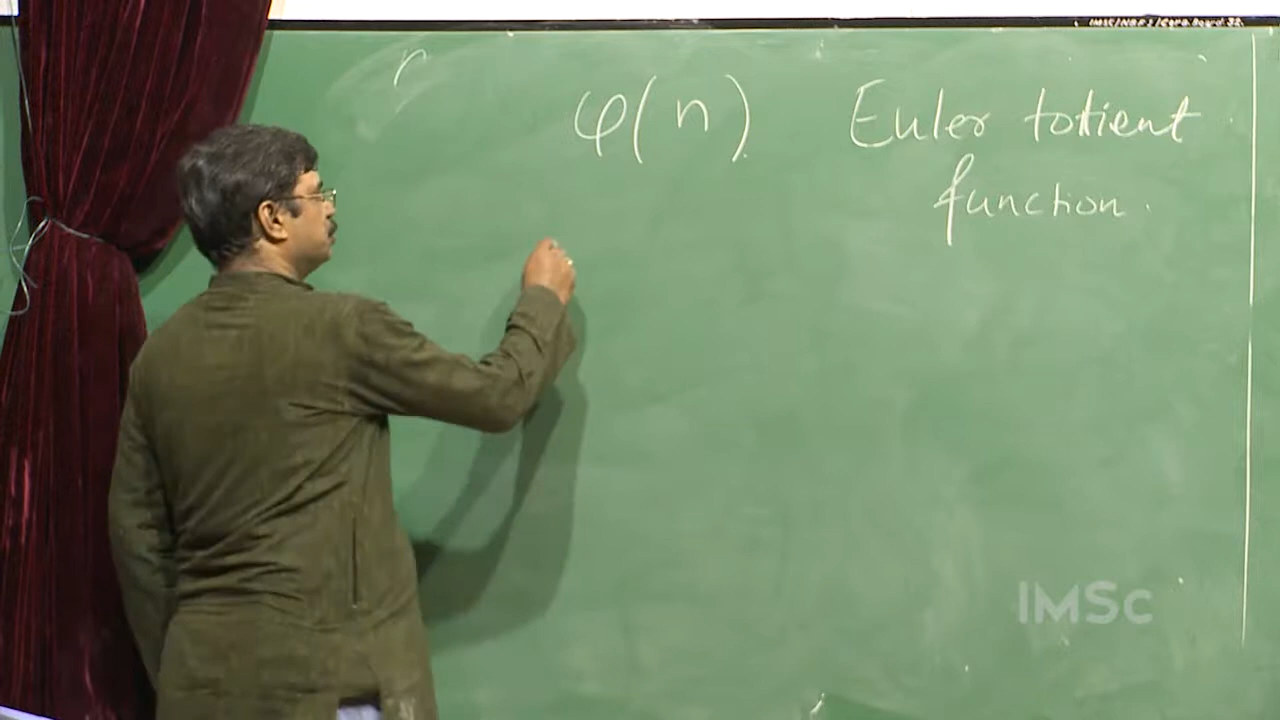 r
φ(n) Euler totient
function.
IMSc